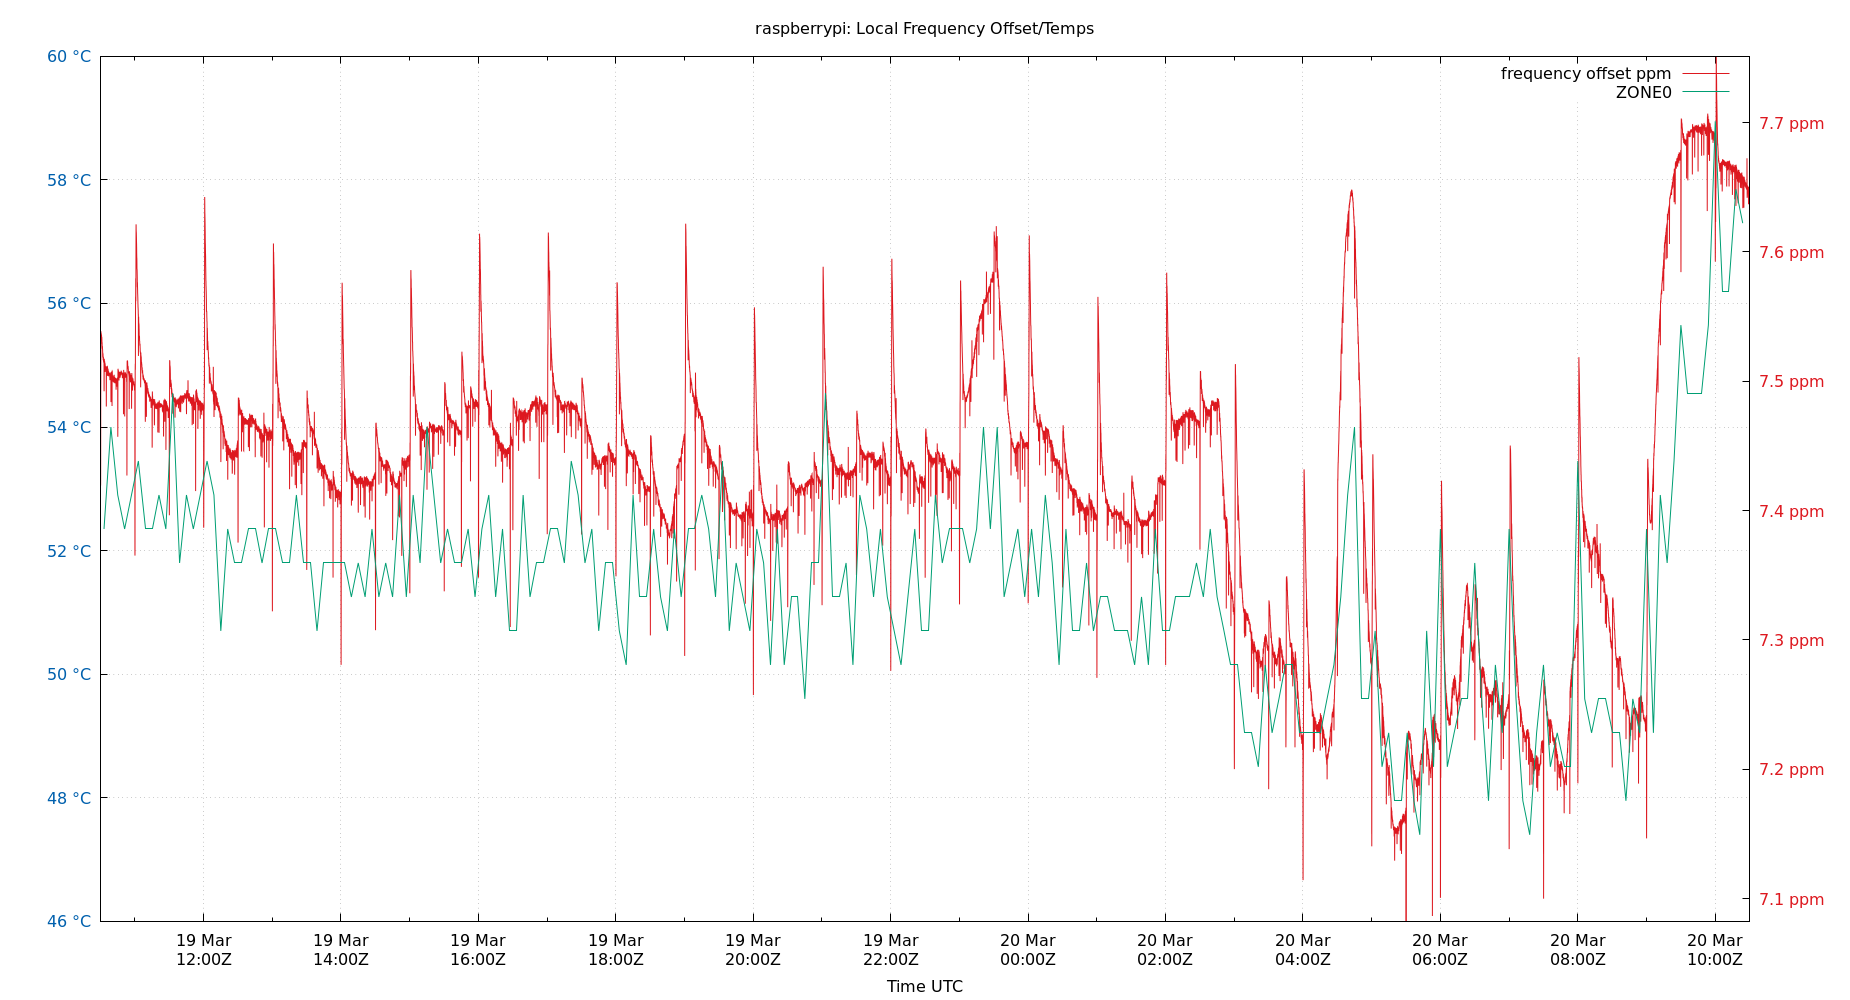 raspberrypi: Local Frequency Offset/Temps
60 °C
58 °C
56 °C
54 °C
52 °C
50 °C
48 °C
46 °C
frequency offset ppm
ZONE0
7.7 ppm
7.6 ppm
7.5 ppm
7.4 ppm
7.3 ppm
7.2 ppm
7.1 ppm
19 Mar
12:00Z
19 Mar
14:00Z
19 Mar
16:00Z
19 Mar
18:00Z
19 Mar
20:00Z
19 Mar
22:00Z
20 Mar
00:00Z
20 Mar
02:00Z
20 Mar
04:00Z
20 Mar
06:00Z
20 Mar
08:00Z
20 Mar
10:00Z
Time UTC